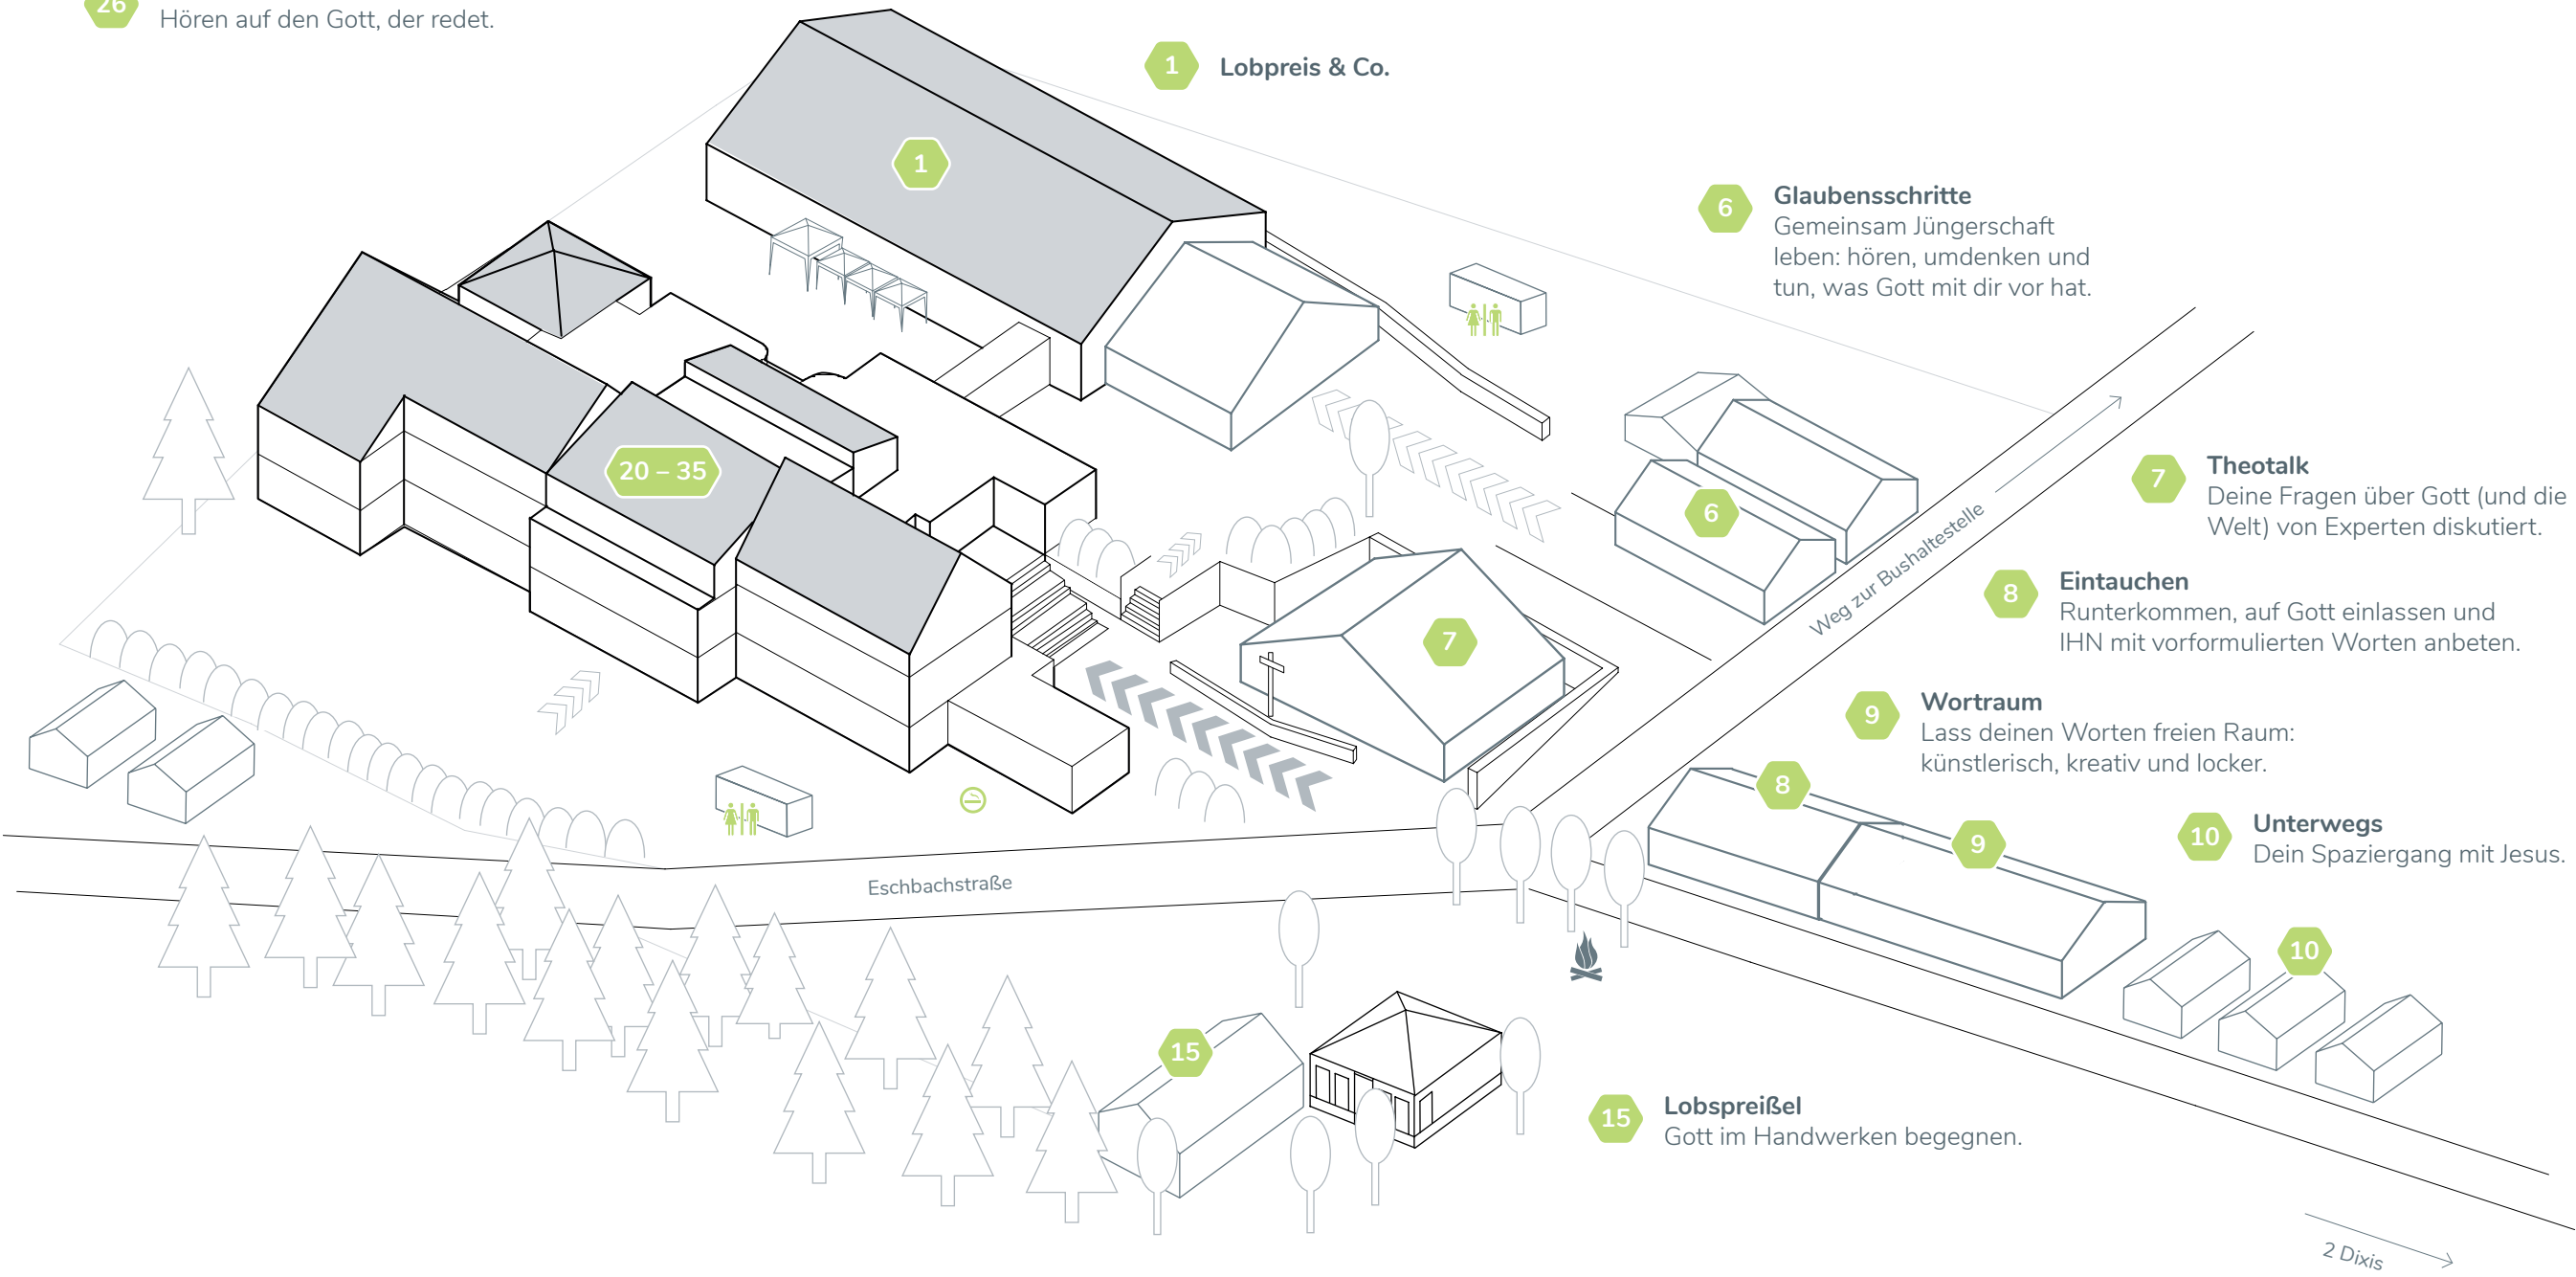 26
Hören auf den Gott, der redet.
1
Lobpreis & Co.
1
6
Glaubensschritte
Gemeinsam Jüngerschaft
leben: hören, umdenken und
tun, was Gott mit dir vor hat.
20 – 35
6
7
Theotalk
Deine Fragen über Gott (und die
Welt) von Experten diskutiert.
Weg zur Bushaltestelle
8
Eintauchen
Runterkommen, auf Gott einlassen und
IHN mit vorformulierten Worten anbeten.
7
9
Wortraum
Lass deinen Worten freien Raum:
künstlerisch, kreativ und locker.
8
9
10
Unterwegs
Dein Spaziergang mit Jesus.
Eschbachstraße
10
15
15
Lobspreißel
Gott im Handwerken begegnen.
2 Dixis